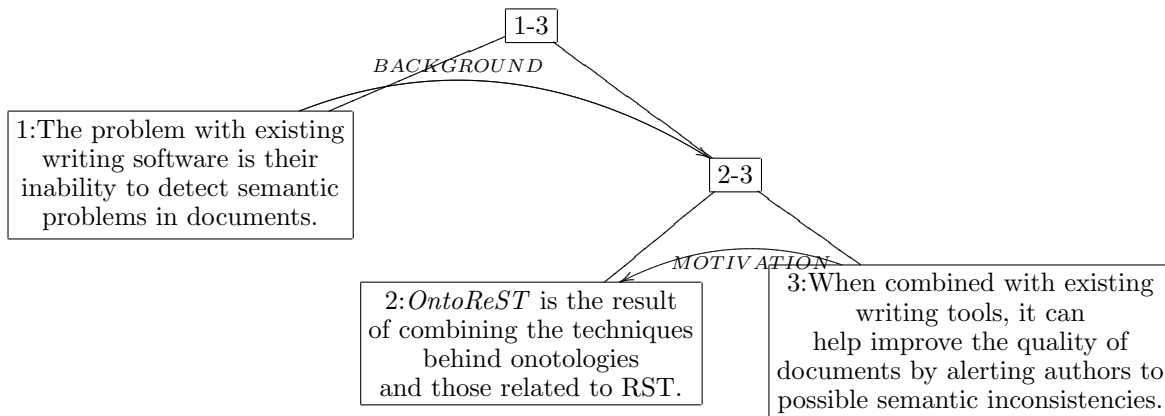 1-3
BACKGROUND
1:The problem with existing
writing software is their
inability to detect semantic
problems in documents.
2-3
MOTIVATION
2:OntoReST is the result
of combining the techniques
behind onotologies
and those related to RST.
3:When combined with existing
writing tools, it can
help improve the quality of
documents by alerting authors to
possible semantic inconsistencies.